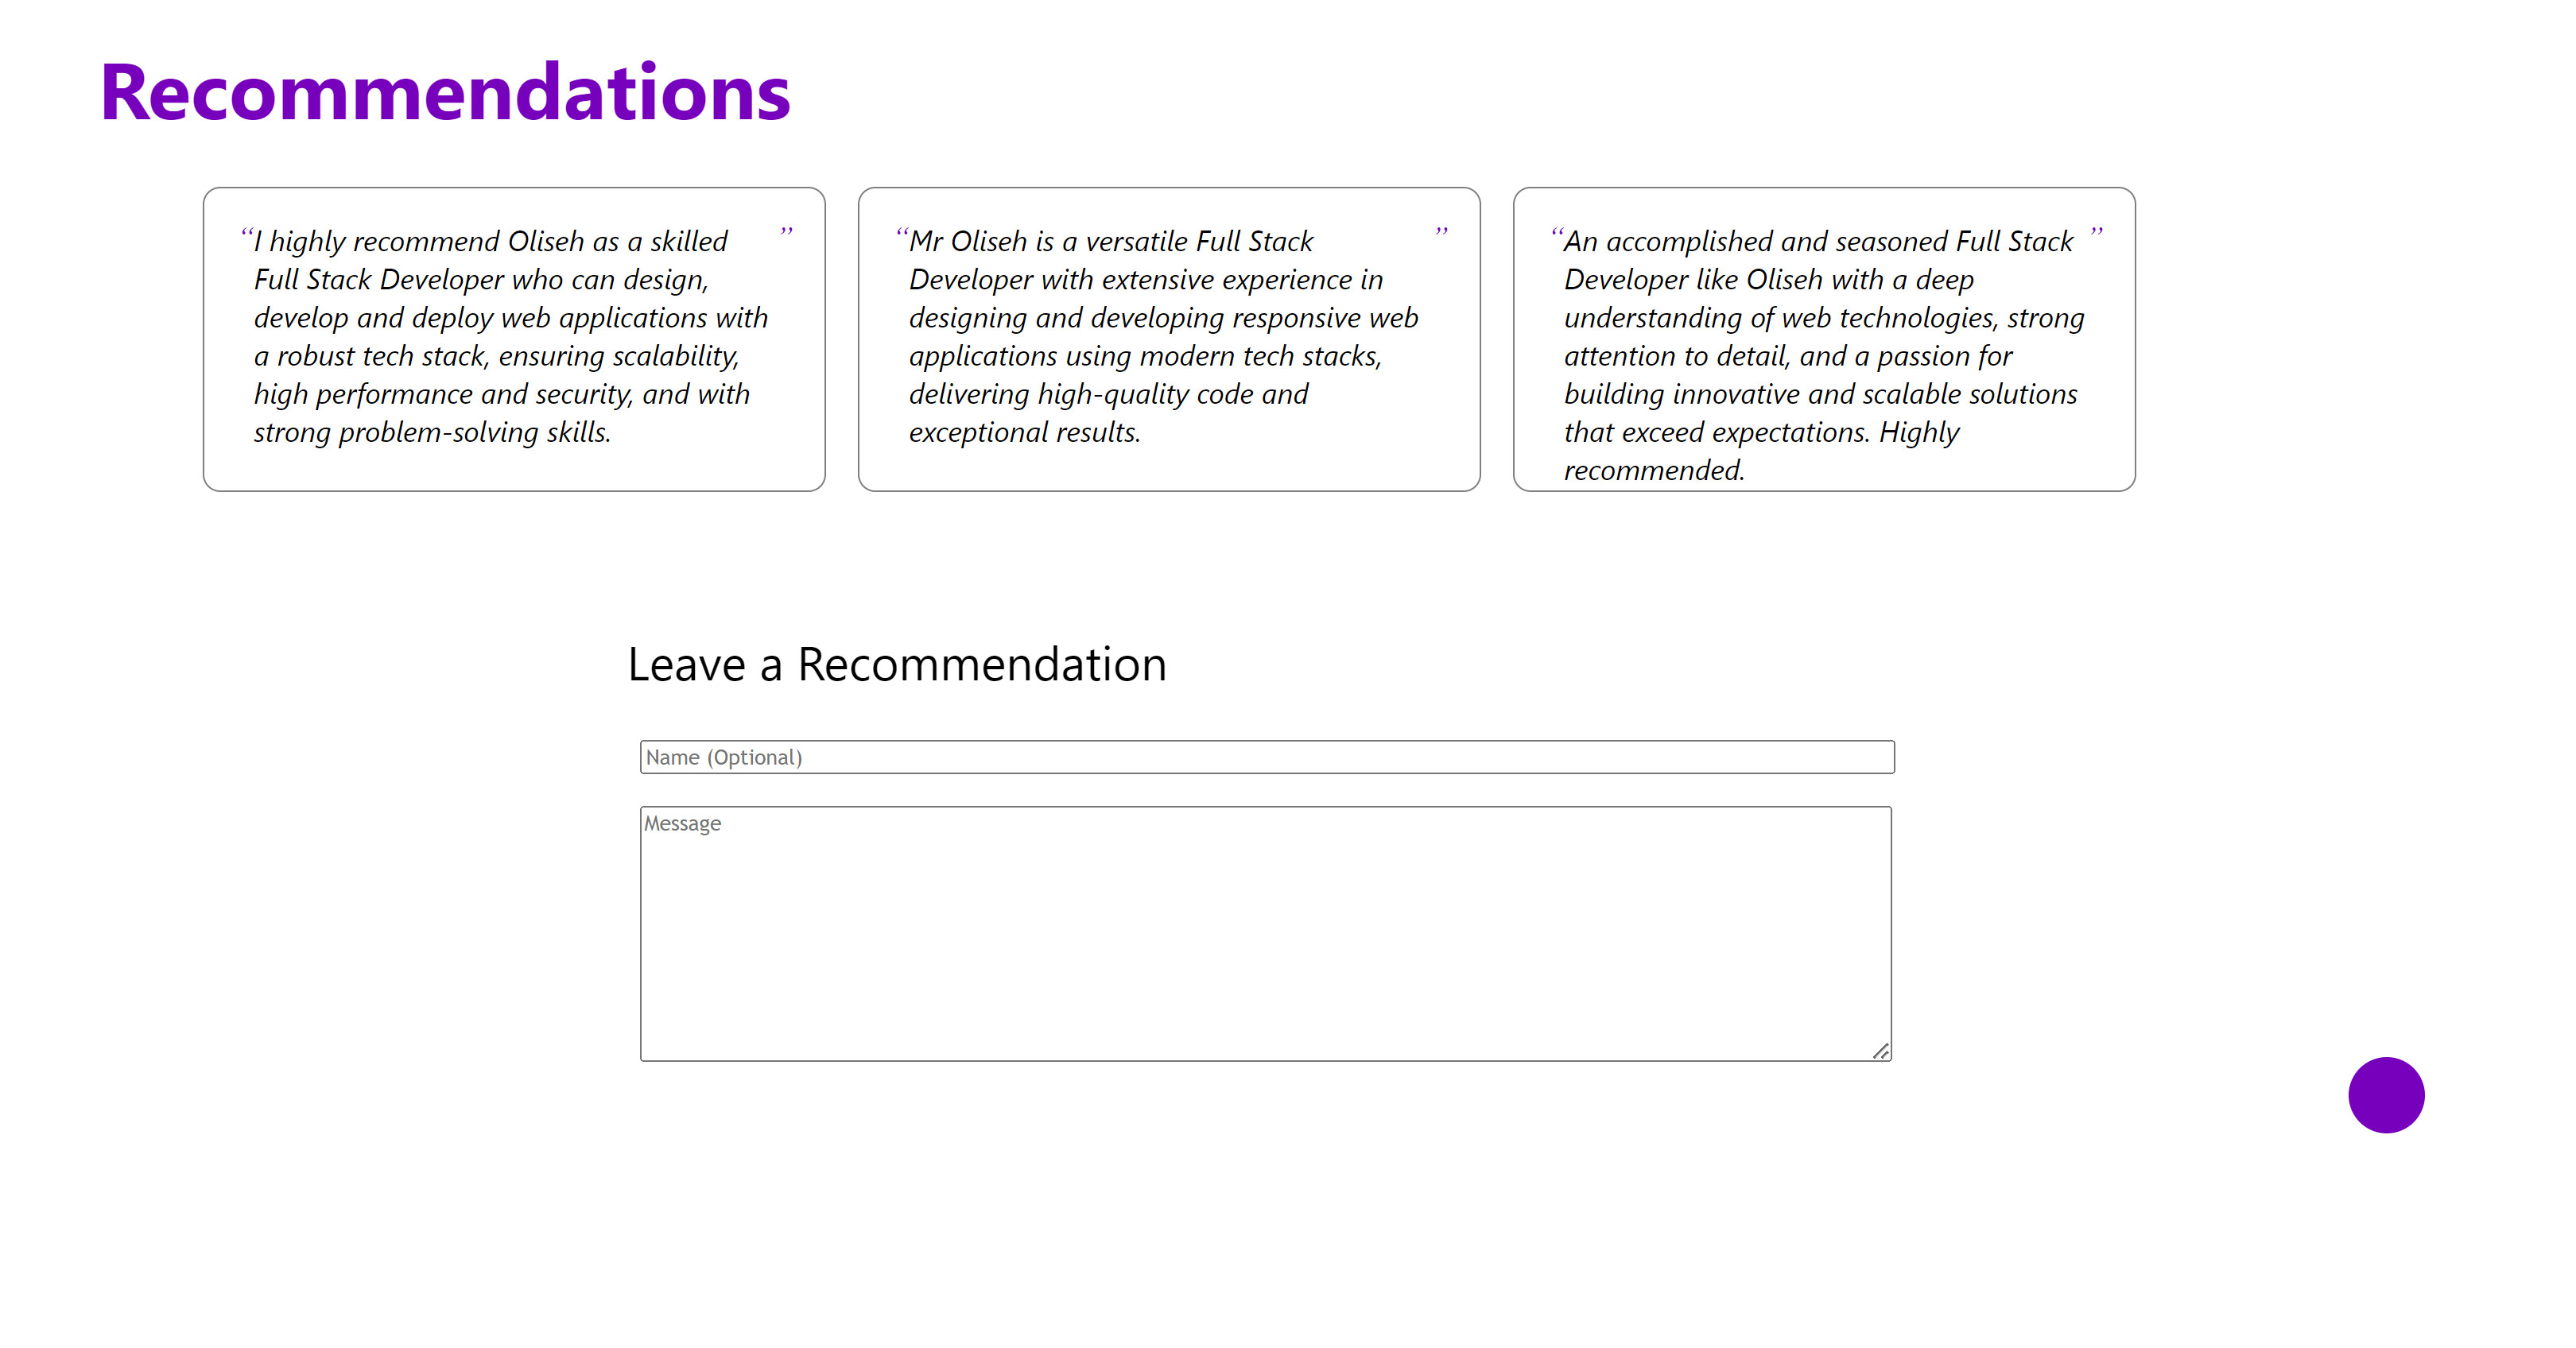 Recommendations
“I highly recommend Oliseh as a skilled ”
Full Stack Developer who can design,
develop and deploy web applications with
a robust tech stack, ensuring scalability,
high performance and security, and with
strong problem-solving skills.
“Mr Oliseh is a versatile Full Stack ”
Developer with extensive experience in
designing and developing responsive web
applications using modern tech stacks,
delivering high-quality code and
exceptional results.
“An accomplished and seasoned Full Stack ”
Developer like Oliseh with a deep
understanding of web technologies, strong
attention to detail, and a passion for
building innovative and scalable solutions
that exceed expectations. Highly
recommended.
Leave a Recommendation
Name (Optional)
Message